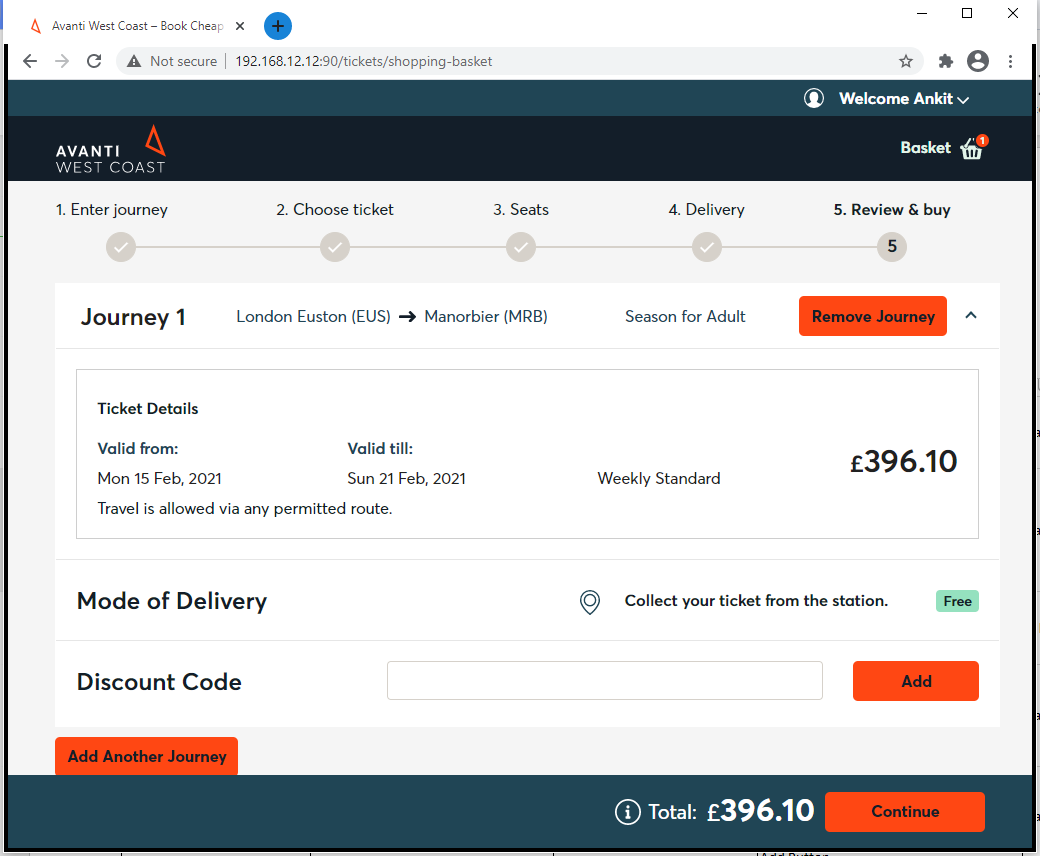 Avanti West Coast – Book Cheap
Not secure | 192.168.12.12:90/tickets/shopping-basket
Welcome Ankit
AVANTI
WEST COAST
Basket 1
1. Enter journey 2. Choose ticket 3. Seats 4. Delivery 5. Review & buy
5
Journey 1 London Euston (EUS) → Manorbier (MRB) Season for Adult Remove Journey
Ticket Details
Valid from: Valid till:
Mon 15 Feb, 2021 Sun 21 Feb, 2021 Weekly Standard £396.10
Travel is allowed via any permitted route.
Mode of Delivery Collect your ticket from the station. Free
Discount Code Add
Add Another Journey
Total: £396.10 Continue